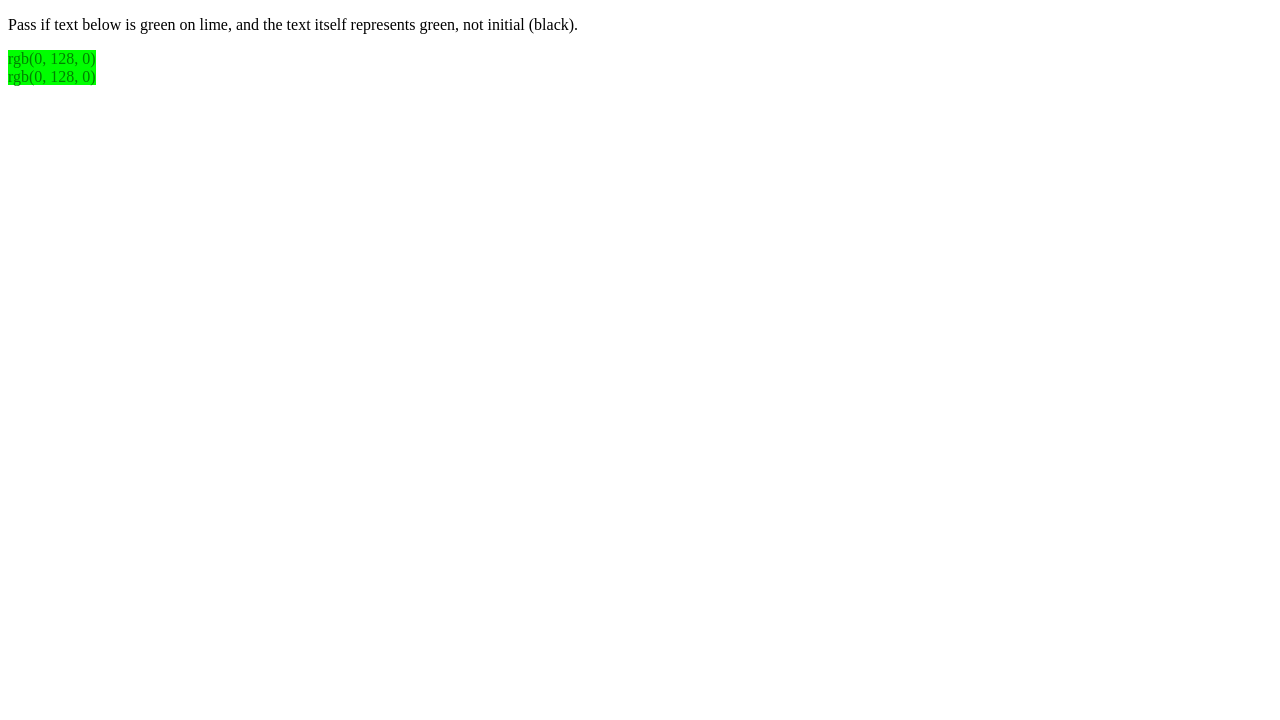 Pass if text below is green on lime, and the text itself represents green, not initial (black).
rgb(0, 128, 0)
rgb(0, 128, 0)